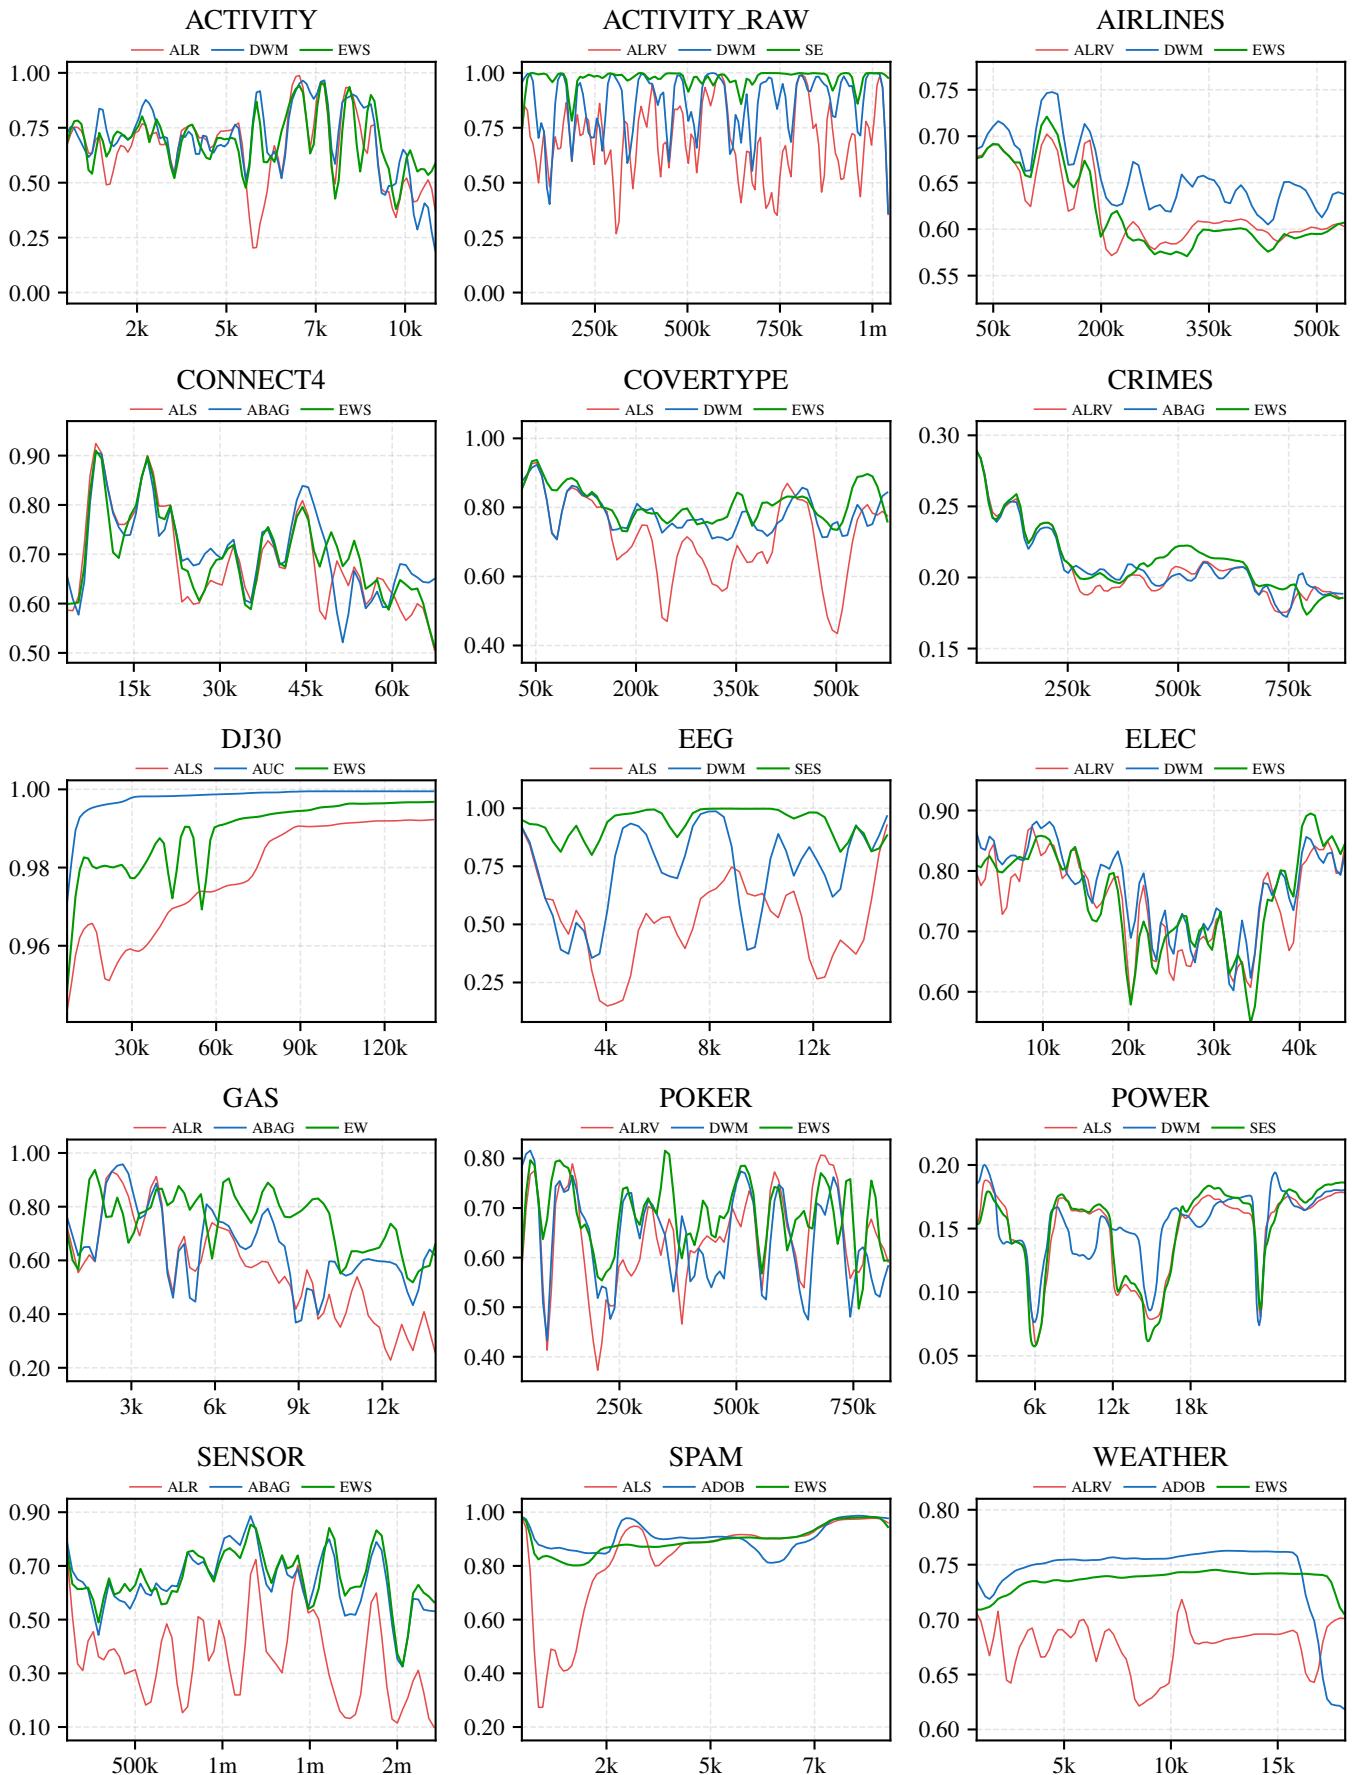 ACTIVITY
ALR DWM EWS
1.00
0.75
0.50
0.25
0.00
2k 5k 7k 10k
ACTIVITY_RAW
ALRV DWM SE
1.00
0.75
0.50
0.25
0.00
250k 500k 750k 1m
AIRLINES
ALRV DWM EWS
0.75
0.70
0.65
0.60
0.55
50k 200k 350k 500k
CONNECT4
ALS ABAG EWS
0.90
0.80
0.70
0.60
0.50
15k 30k 45k 60k
COVERTYPE
ALS DWM EWS
1.00
0.80
0.60
0.40
50k 200k 350k 500k
CRIMES
ALRV ABAG EWS
0.30
0.25
0.20
0.15
250k 500k 750k
DJ30
ALS AUC EWS
1.00
0.98
0.96
30k 60k 90k 120k
EEG
ALS DWM SES
1.00
0.75
0.50
0.25
4k 8k 12k
ELEC
ALRV DWM EWS
0.90
0.80
0.70
0.60
10k 20k 30k 40k
GAS
ALR ABAG EW
1.00
0.80
0.60
0.40
0.20
3k 6k 9k 12k
POKER
ALRV DWM EWS
0.80
0.70
0.60
0.50
0.40
250k 500k 750k
POWER
ALS DWM SES
0.20
0.15
0.10
0.05
6k 12k 18k
SENSOR
ALR ABAG EWS
0.90
0.70
0.50
0.30
0.10
500k 1m 1m 2m
SPAM
ALS ADOB EWS
1.00
0.80
0.60
0.40
0.20
2k 5k 7k
WEATHER
ALRV ADOB EWS
0.80
0.75
0.70
0.65
0.60
5k 10k 15k